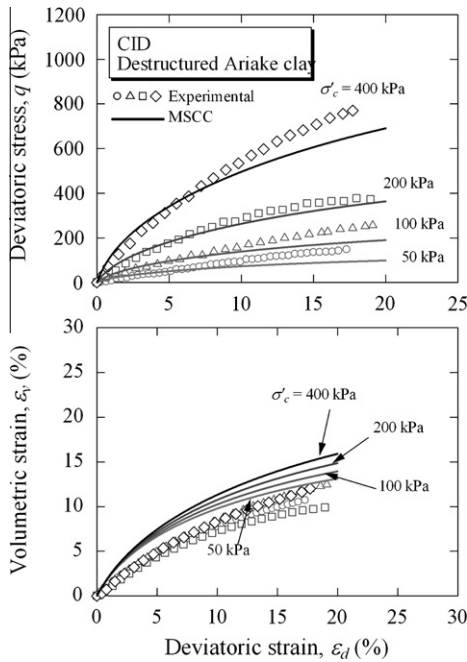 1200
1000
800
600
400
200
0
Deviatoric stress, q (kPa)
CID
Destructured Ariake clay
Experimental
MSCC
σ'c = 400 kPa
200 kPa
100 kPa
50 kPa
0 5 10 15 20 25
30
25
20
15
10
5
0
Volumetric strain, εv (%)
σ'c = 400 kPa
200 kPa
100 kPa
50 kPa
0 5 10 15 20 25 30
Deviatoric strain, εd (%)